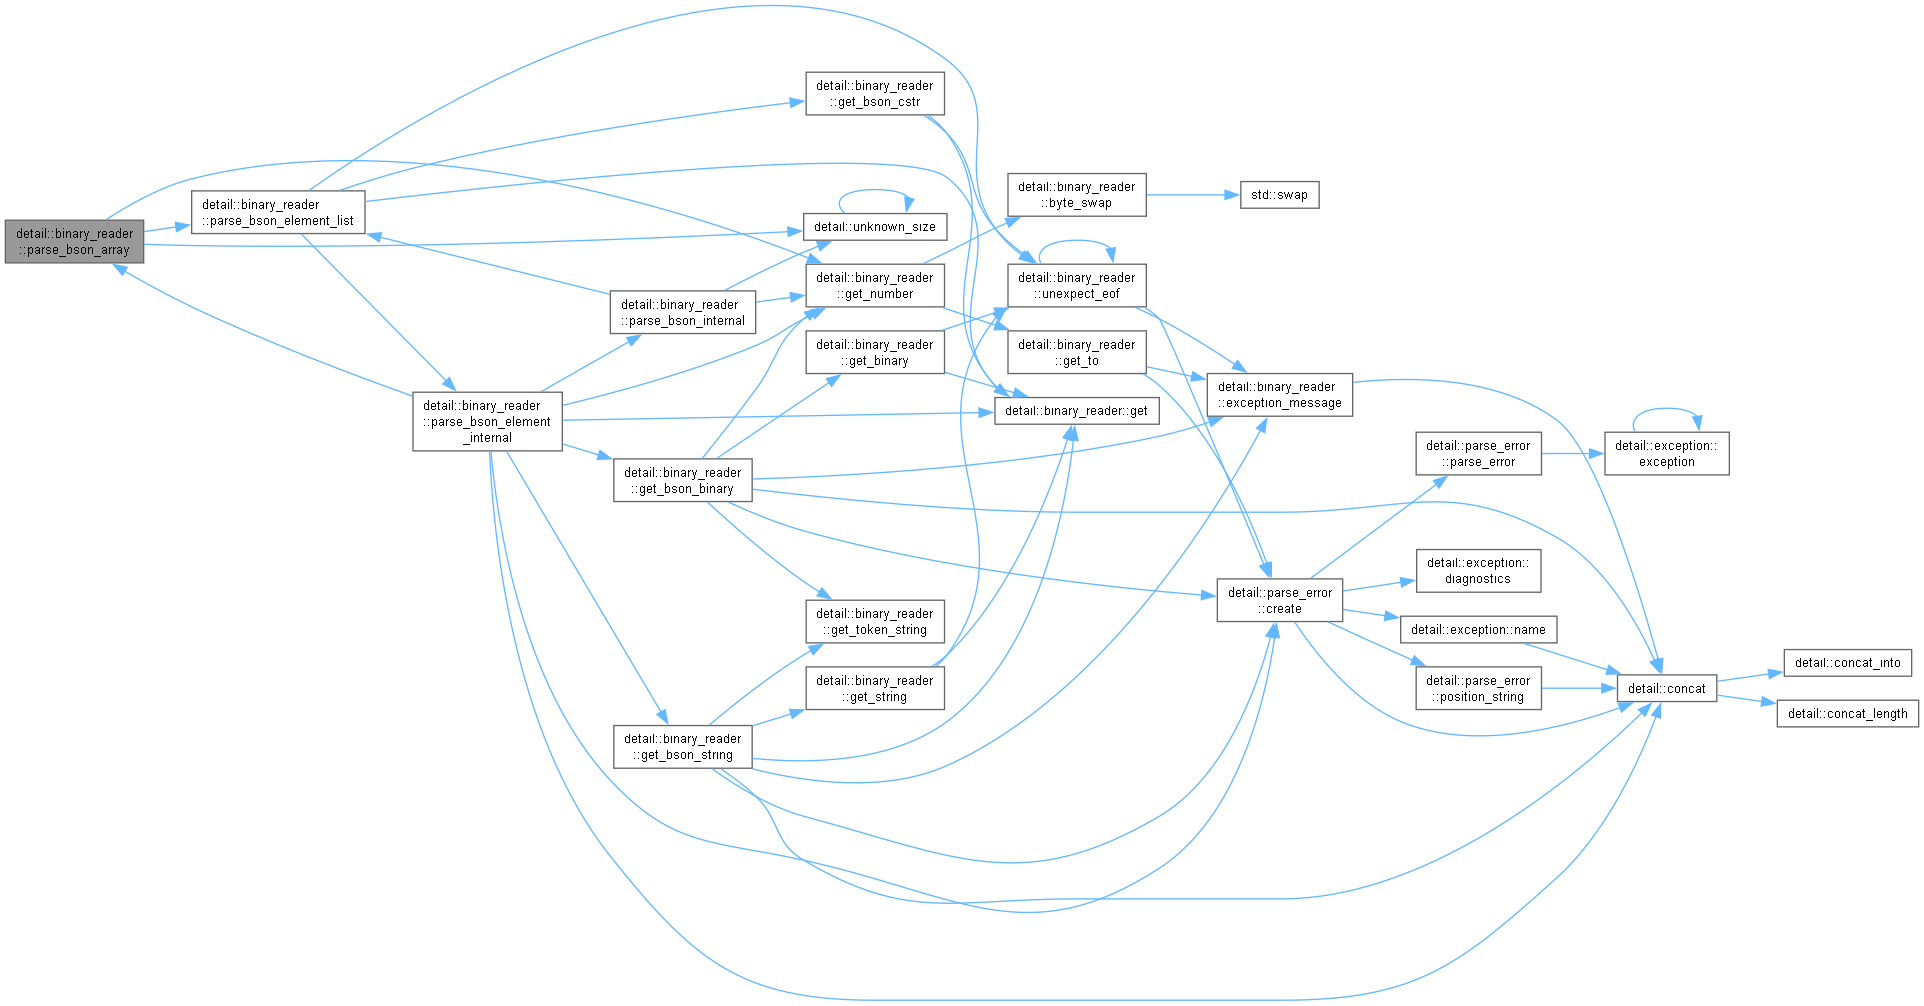 detail::binary_reader
::parse_bson_array
detail::binary_reader
::parse_bson_element_list
detail::binary_reader
::parse_bson_element
_internal
detail::binary_reader
::parse_bson_internal
detail::binary_reader
::get_bson_binary
detail::binary_reader
::get_bson_string
detail::binary_reader
::get_bson_cstr
detail::unknown_size
detail::binary_reader
::get_number
detail::binary_reader
::get_binary
detail::binary_reader
::get_token_string
detail::binary_reader
::get_string
detail::binary_reader
::byte_swap
detail::binary_reader
::unexpect_eof
detail::binary_reader
::get_to
detail::binary_reader::get
std::swap
detail::binary_reader
::exception_message
detail::parse_error
::create
detail::parse_error
::parse_error
detail::exception::
diagnostics
detail::exception::name
detail::parse_error
::position_string
detail::exception::
exception
detail::concat
detail::concat_into
detail::concat_length